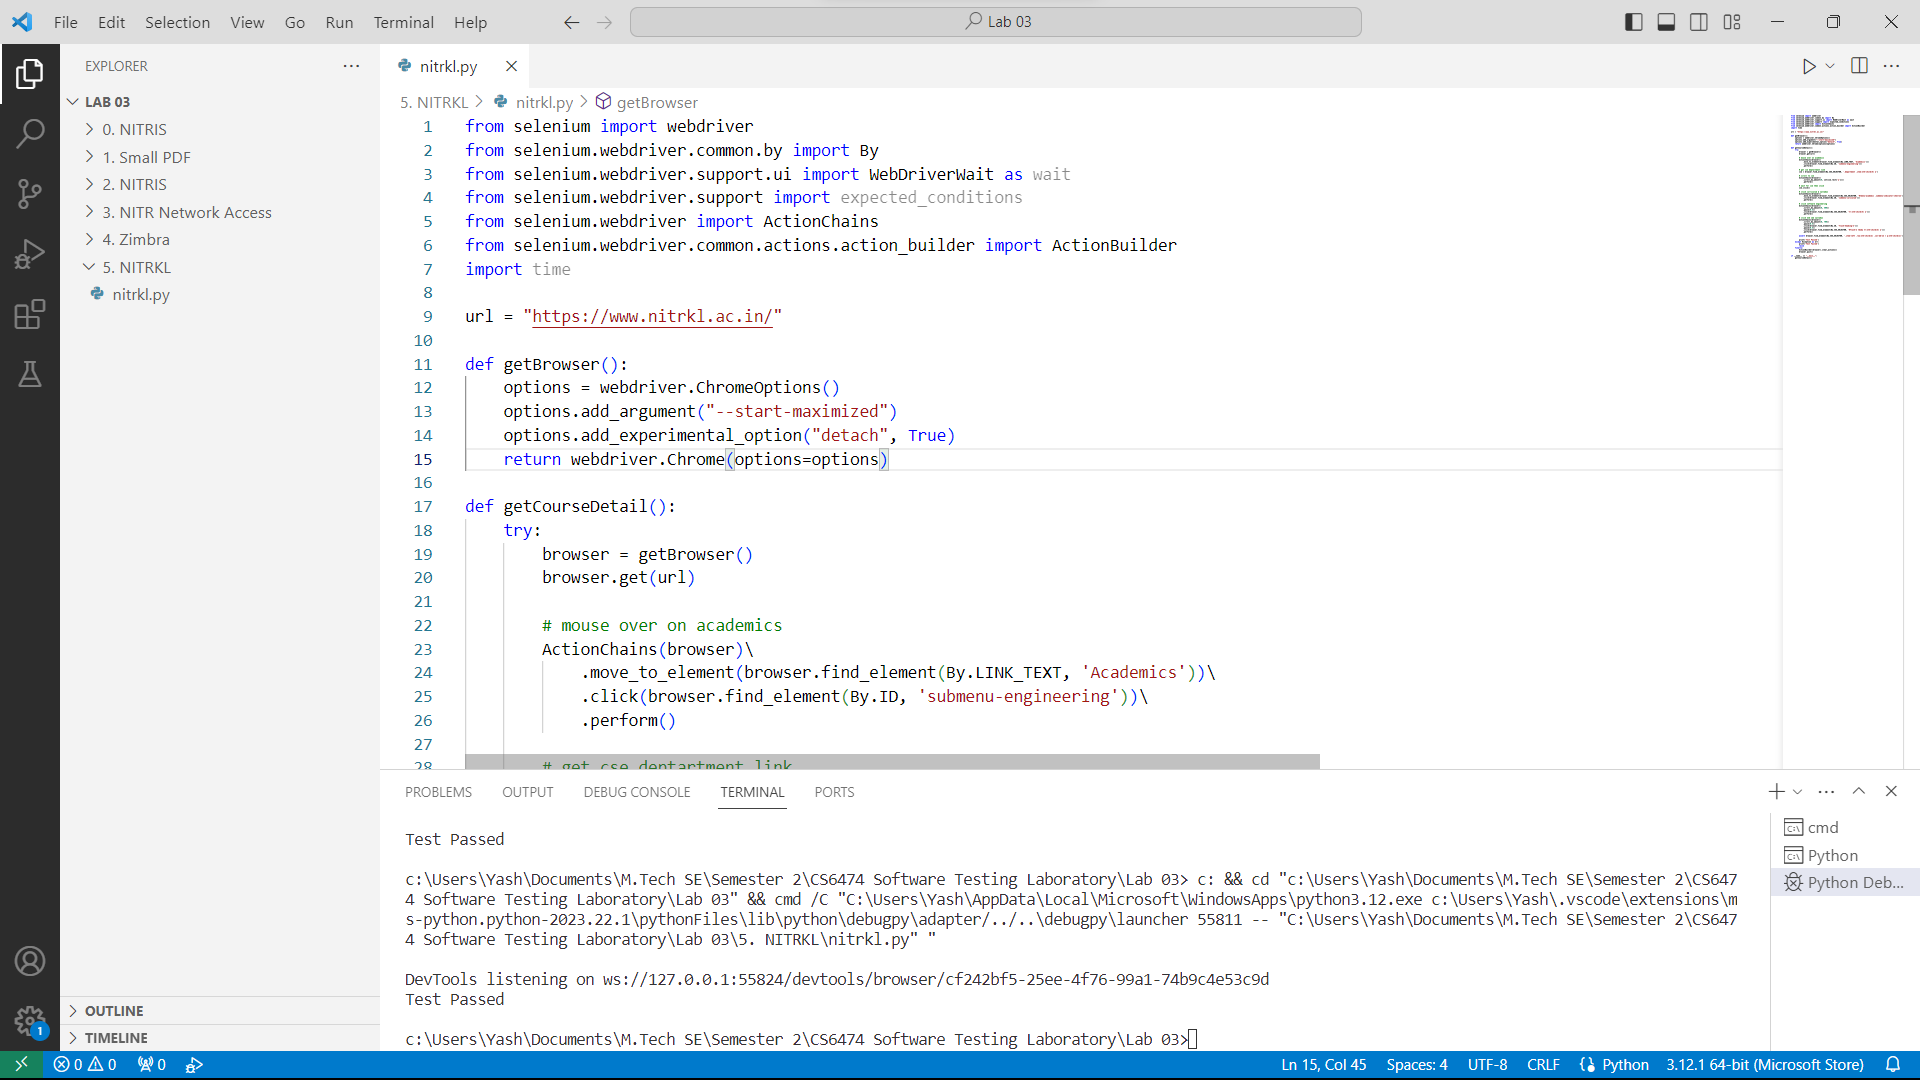 File Edit Selection View Go Run Terminal Help
Lab 03
EXPLORER
LAB 03
0. NITRIS
1. Small PDF
2. NITRIS
3. NITR Network Access
4. Zimbra
5. NITRKL
nitrkl.py
OUTLINE
TIMELINE
1
nitrkl.py
5. NITRKL > nitrkl.py > getBrowser
1 from selenium import webdriver
2 from selenium.webdriver.common.by import By
3 from selenium.webdriver.support.ui import WebDriverWait as wait
4 from selenium.webdriver.support import expected_conditions
5 from selenium.webdriver import ActionChains
6 from selenium.webdriver.common.actions.action_builder import ActionBuilder
7 import time
8
9 url = "https://www.nitrkl.ac.in/"
10
11 def getBrowser():
12     options = webdriver.ChromeOptions()
13     options.add_argument("--start-maximized")
14     options.add_experimental_option("detach", True)
15     return webdriver.Chrome(options=options)
16
17 def getCourseDetail():
18     try:
19         browser = getBrowser()
20         browser.get(url)
21
22         # mouse over on academics
23         ActionChains(browser)\
24             .move_to_element(browser.find_element(By.LINK_TEXT, 'Academics'))\
25             .click(browser.find_element(By.ID, 'submenu-engineering'))\
26             .perform()
27
28         # get cse deptartment link
PROBLEMS OUTPUT DEBUG CONSOLE TERMINAL PORTS
Test Passed
c:\Users\Yash\Documents\M.Tech SE\Semester 2\CS6474 Software Testing Laboratory\Lab 03> c: && cd "c:\Users\Yash\Documents\M.Tech SE\Semester 2\CS647
4 Software Testing Laboratory\Lab 03" && cmd /C "C:\Users\Yash\AppData\Local\Microsoft\WindowsApps\python3.12.exe c:\Users\Yash\.vscode\extensions\m
s-python.python-2023.22.1\pythonFiles\lib\python\debugpy\adapter/../..\debugpy\launcher 55811 -- "C:\Users\Yash\Documents\M.Tech SE\Semester 2\CS647
4 Software Testing Laboratory\Lab 03\5. NITRKL\nitrkl.py" "
DevTools listening on ws://127.0.0.1:55824/devtools/browser/cf242bf5-25ee-4f76-99a1-74b9c4e53c9d
Test Passed
c:\Users\Yash\Documents\M.Tech SE\Semester 2\CS6474 Software Testing Laboratory\Lab 03>
cmd
Python
Python Deb...
0 0 0
Ln 15, Col 45 Spaces: 4 UTF-8 CRLF Python 3.12.1 64-bit (Microsoft Store)